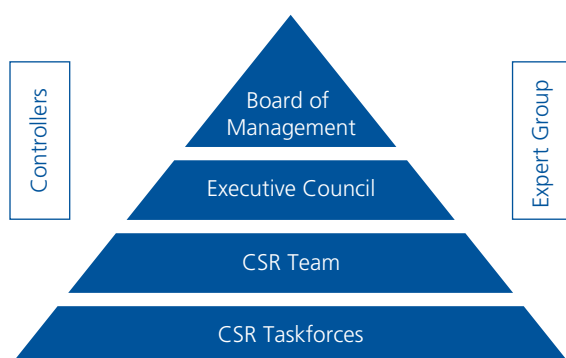 Board of
Management
Controllers
Expert Group
Executive Council
CSR Team
CSR Taskforces